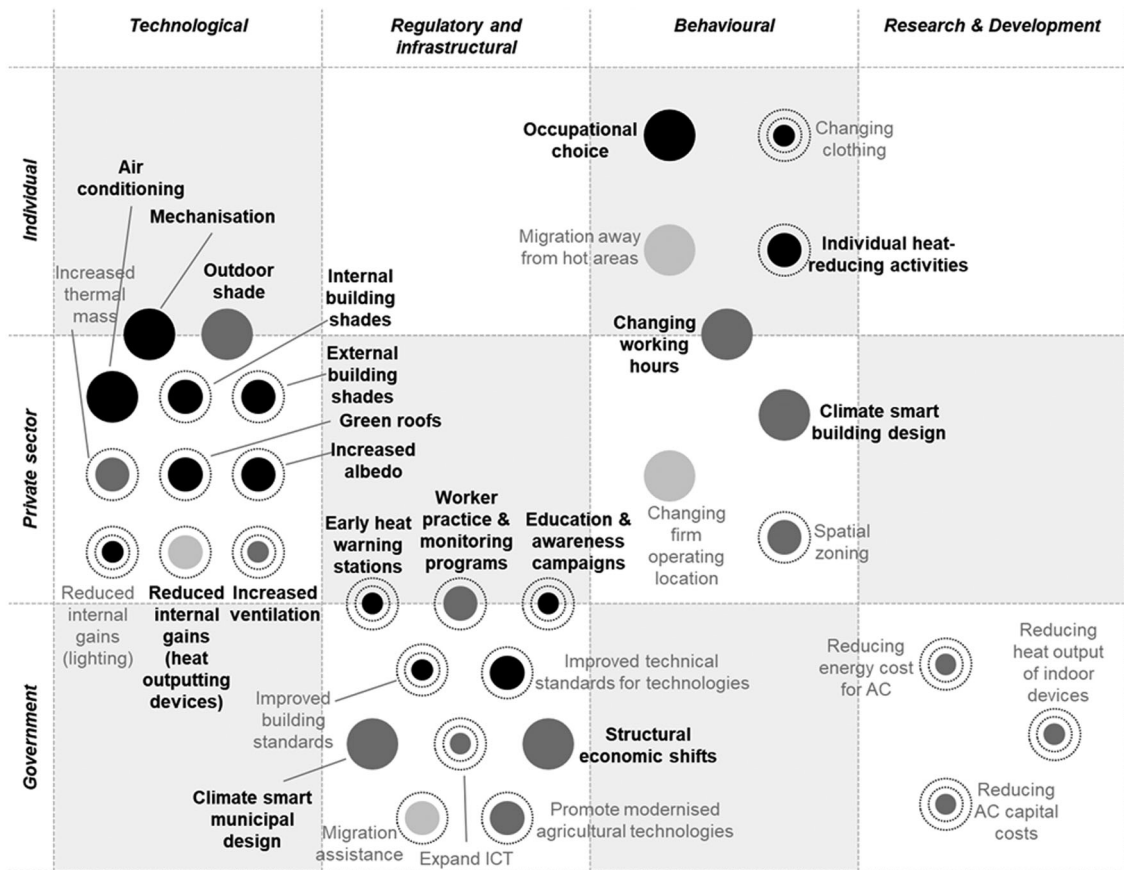 Technological
Regulatory and
infrastructural
Behavioural
Research & Development
Individual
Air
conditioning
Mechanisation
Increased
thermal
mass
Outdoor
shade
Internal
building
shades
Occupational
choice
Changing
clothing
Migration away
from hot areas
Individual heat-
reducing activities
Private sector
External
building
shades
Green roofs
Increased
albedo
Changing
working
hours
Climate smart
building design
Early heat
warning
stations
Worker
practice &
monitoring
programs
Education &
awareness
campaigns
Changing
firm
operating
location
Spatial
zoning
Reduced
internal
gains
(lighting)
Reduced
internal
gains
(heat
outputting
devices)
Increased
ventilation
Government
Improved
building
standards
Improved technical
standards for technologies
Climate smart
municipal
design
Structural
economic shifts
Migration
assistance
Expand ICT
Promote modernised
agricultural technologies
Reducing
energy cost
for AC
Reducing
heat output
of indoor
devices
Reducing
AC capital
costs